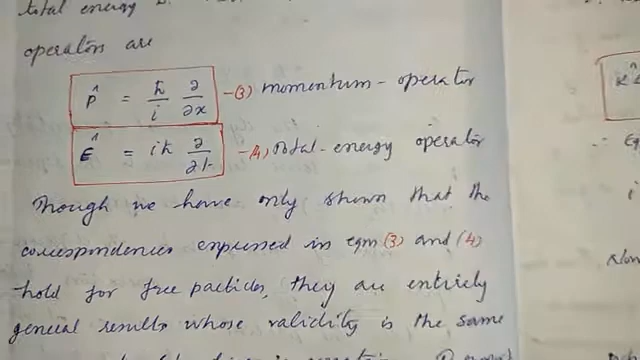 total energy
operators are
p̂ = ħ/i ∂/∂x -(3) momentum - operator
Ê = iħ ∂/∂t -(4) total - energy operator
Though we have only shown that the
correspondences expressed in eqn (3) and (4)
hold for free particles, they are entirely
general results whose validity is the same